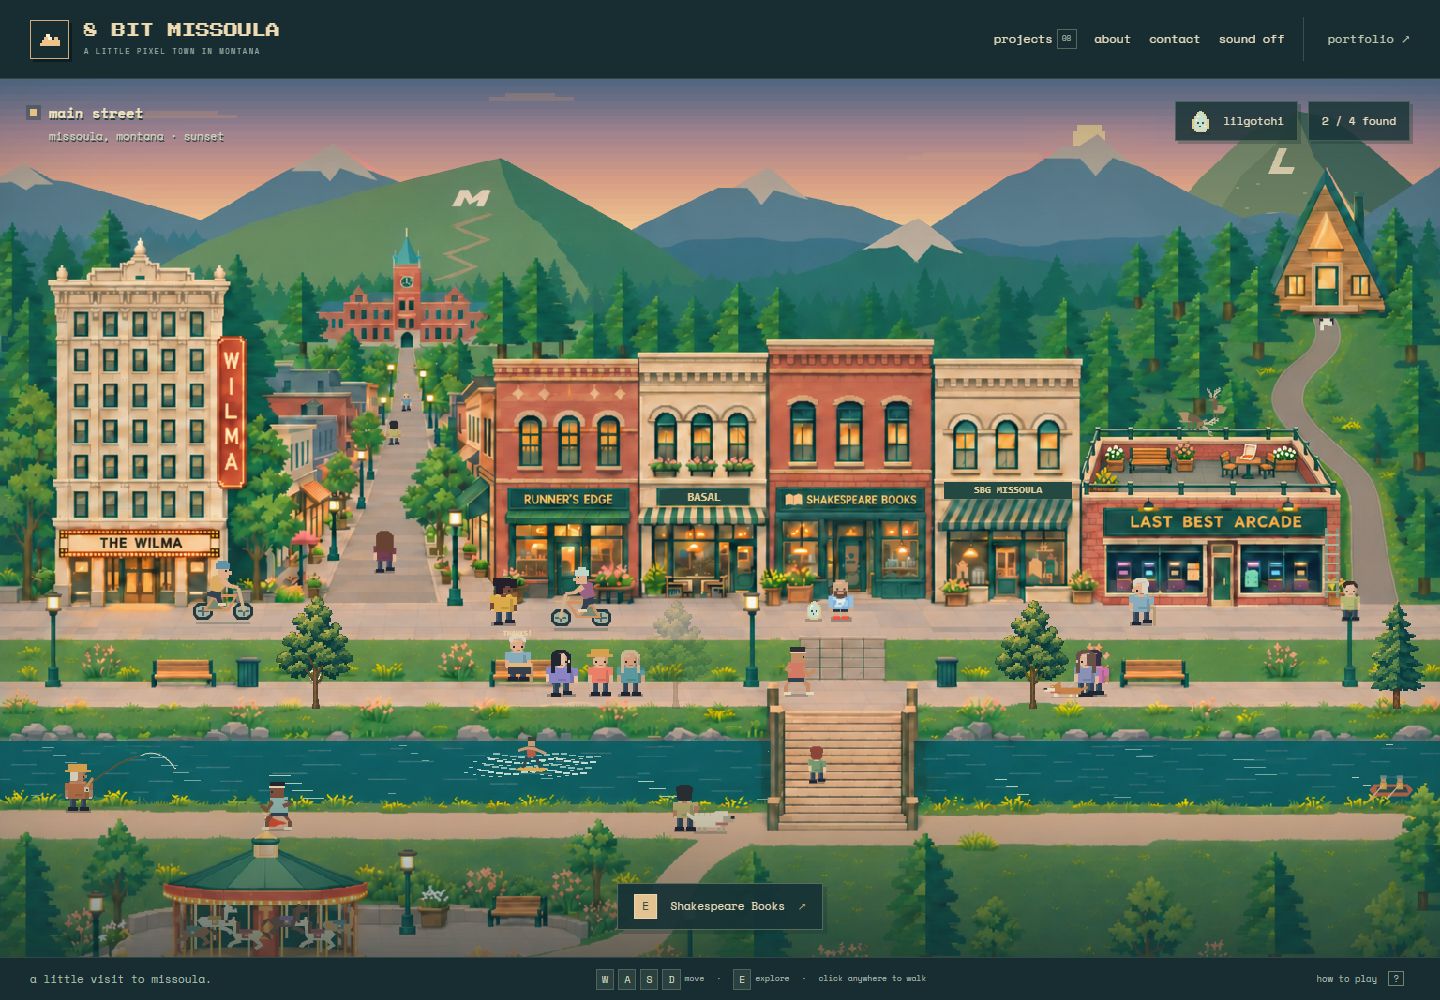 8 BIT MISSOULA
A LITTLE PIXEL TOWN IN MONTANA
projects 08 about contact sound off portfolio ↗
main street
missoula, montana · sunset
lilgotchi
2 / 4 found
M
L
WILMA
THE WILMA
RUNNER'S EDGE
BASAL
SHAKESPEARE BOOKS
SBG MISSOULA
LAST BEST ARCADE
E Shakespeare Books ↗
a little visit to missoula.
W A S D move · E explore · click anywhere to walk
how to play ?